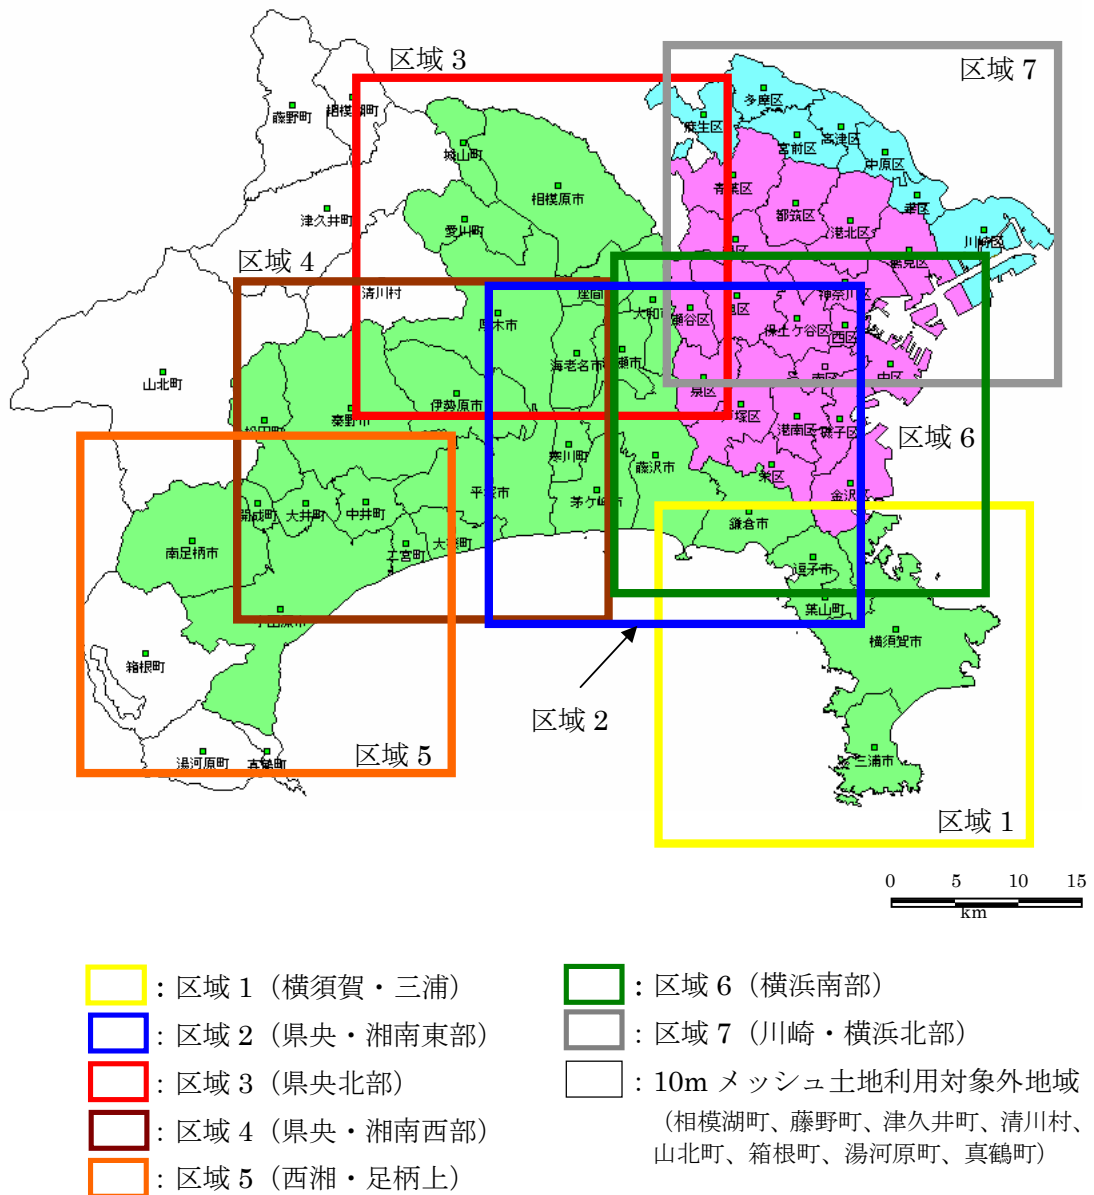 区域 3
区域 7
藤野町
相模湖町
多摩区
麻生区
高津区
宮前区
中原区
城山町
青葉区
幸区
相模原市
津久井町
都筑区
愛川町
港北区
川崎区
緑区
鶴見区
区域 4
清川村
座間
大和市
神奈川区
瀬谷区
旭区
厚木市
保土ケ谷区
西区
海老名市
山北町
南区
中区
泉区
伊勢原市
秦野市
戸塚区
港南区
磯子区
区域 6
松田町
寒川町
藤沢市
栄区
平塚市
茅ケ崎市
金沢区
開成町
大井町
中井町
鎌倉市
南足柄市
二宮町
大磯町
逗子市
小田原市
葉山町
横須賀市
箱根町
区域 2
湯河原町
真鶴町
区域 5
三浦市
区域 1
0 5 10 15
km
：区域 1（横須賀・三浦）
：区域 2（県央・湘南東部）
：区域 3（県央北部）
：区域 4（県央・湘南西部）
：区域 5（西湘・足柄上）
：区域 6（横浜南部）
：区域 7（川崎・横浜北部）
：10m メッシュ土地利用対象外地域
（相模湖町、藤野町、津久井町、清川村、
山北町、箱根町、湯河原町、真鶴町）